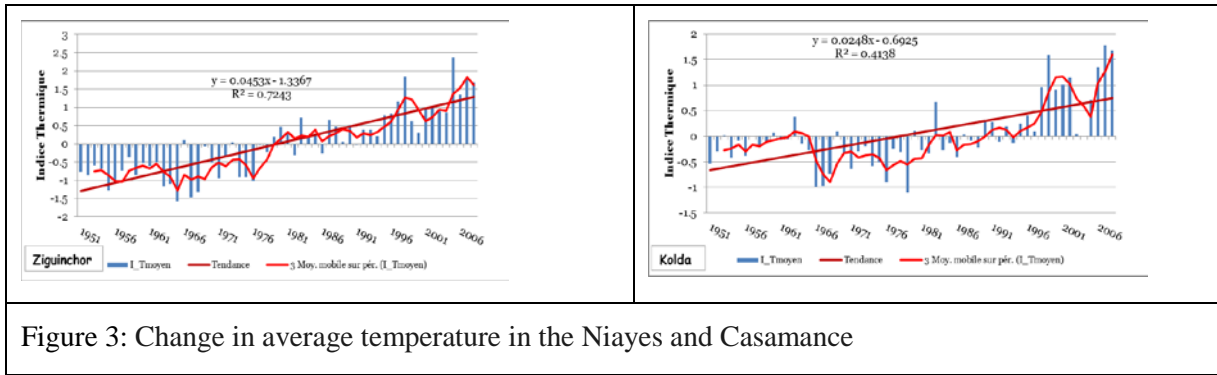 3
2.5
2
1.5
1
0.5
0
-0.5
-1
-1.5
-2
Indice Thermique
y = 0.0453x - 1.3367
R² = 0.7243
1951 1956 1961 1966 1971 1976 1981 1986 1991 1996 2001 2006
Ziguinchor
I_Tmoyen Tendance 3 Moy. mobile sur pér. (I_Tmoyen)
2
1.5
1
0.5
0
-0.5
-1
-1.5
Indice Thermique
y = 0.0248x - 0.6925
R² = 0.4138
1951 1956 1961 1966 1971 1976 1981 1986 1991 1996 2001 2006
Kolda
I_Tmoyen Tendance 3 Moy. mobile sur pér. (I_Tmoyen)
Figure 3: Change in average temperature in the Niayes and Casamance